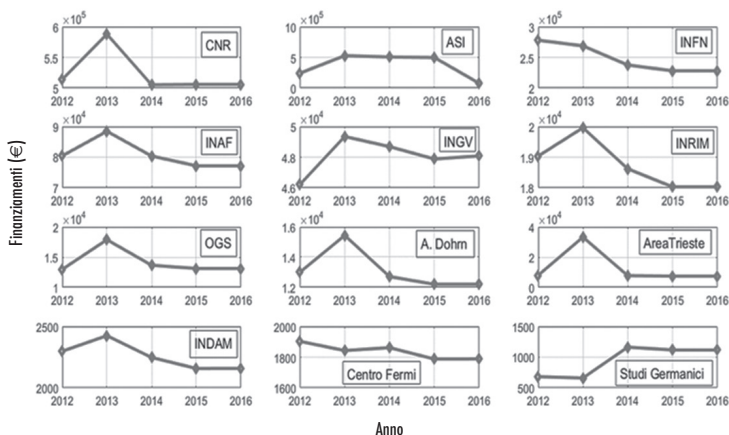 ×10⁵
6
5.5
5
CNR
2012 2013 2014 2015 2016
×10⁵
10
5
0
ASI
2012 2013 2014 2015 2016
×10⁵
3
2.5
2
INFN
2012 2013 2014 2015 2016
×10⁴
9
8
7
INAF
2012 2013 2014 2015 2016
×10⁴
5
4.8
4.6
INGV
2012 2013 2014 2015 2016
×10⁴
2
1.9
1.8
INRIM
2012 2013 2014 2015 2016
×10⁴
2
1.5
1
OGS
2012 2013 2014 2015 2016
×10⁴
1.6
1.4
1.2
A. Dohrn
2012 2013 2014 2015 2016
×10⁴
4
2
0
AreaTrieste
2012 2013 2014 2015 2016
2500
2000
INDAM
2012 2013 2014 2015 2016
2000
1800
1600
Centro Fermi
2012 2013 2014 2015 2016
1500
1000
500
Studi Germanici
2012 2013 2014 2015 2016
Finanziamenti (€)
Anno